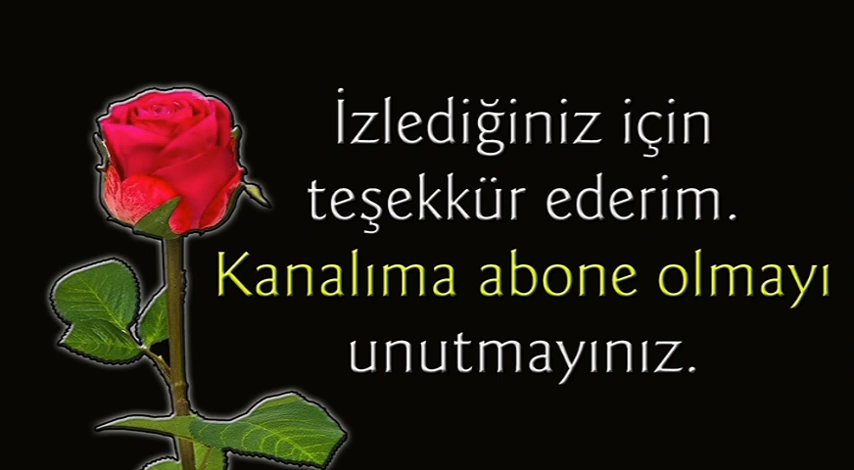 İzlediğiniz için
teşekkür ederim.
Kanalıma abone olmayı
unutmayınız.